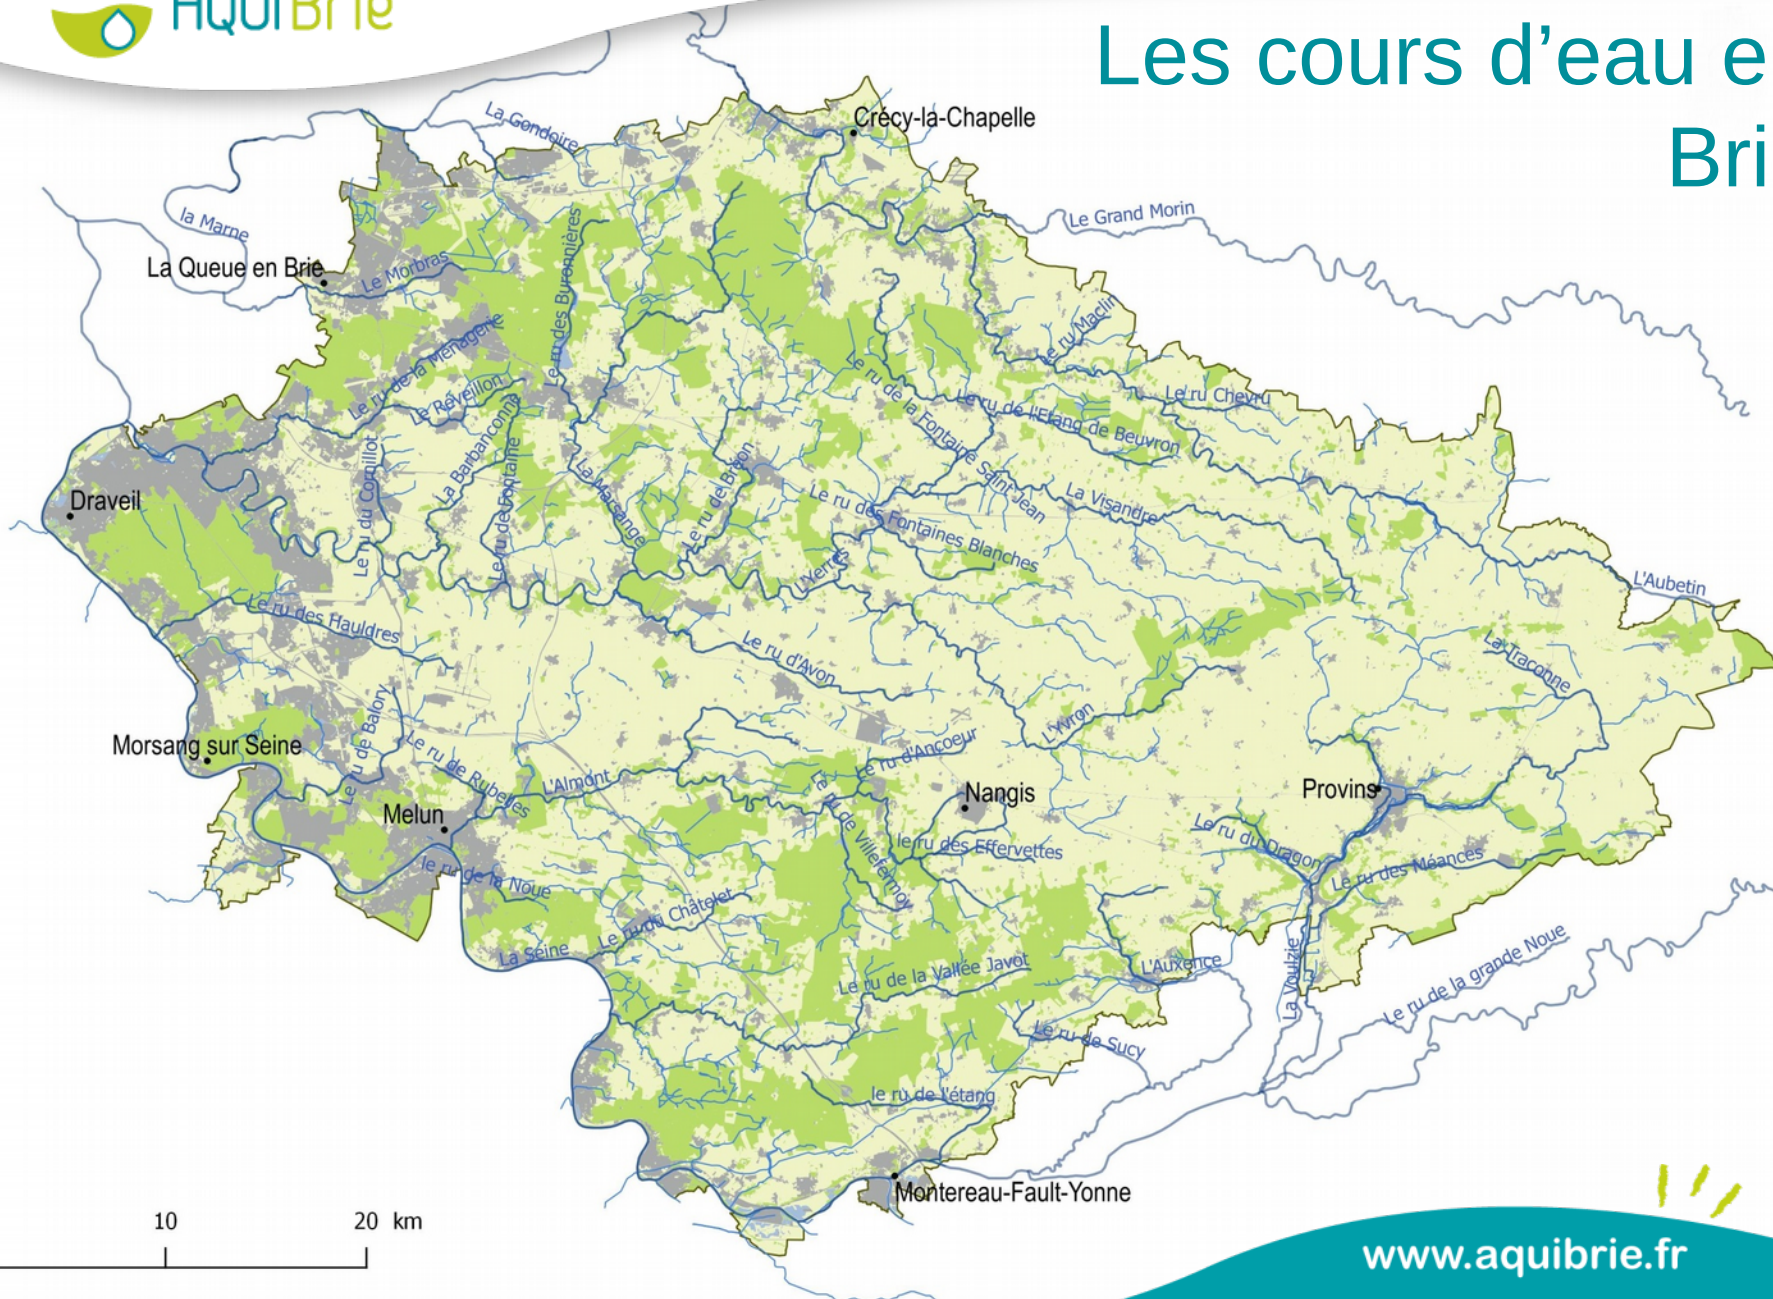 AquiBrie
Les cours d’eau e
Bri
La Gondoire
Crécy-la-Chapelle
la Marne
Le Grand Morin
La Queue en Brie
Le Morbras
Le ru des Buronnières
Le ru Maclin
Le ru de la Ménagerie
Le Réveillon
Le ru de la Fontaine Saint Jean
Le ru de l'Etang de Beuvron
Le ru Chevru
La Barbançonne
Le ru du Cornillot
Le ru de Fontaine
La Marsange
Le ru de Bréon
Draveil
Le ru des Fontaines Blanches
La Visandre
L'Yerres
L'Aubetin
Le ru des Hauldres
Le ru d'Avon
La Traconne
Le ru de Balory
Morsang sur Seine
Le ru de Rubelles
L'Yvron
Le ru d'Ancoeur
L'Almont
Nangis
Provins
Melun
Le ru de Villefermoy
le ru des Effervettes
Le ru du Dragon
Le ru des Méances
le ru de la Noue
Le ru du Châtelet
La Seine
Le ru de la Vallée Javot
L'Auxence
La Voulzie
Le ru de la grande Noue
Le ru de Sucy
le ru de l'étang
Montereau-Fault-Yonne
10 20 km
www.aquibrie.fr